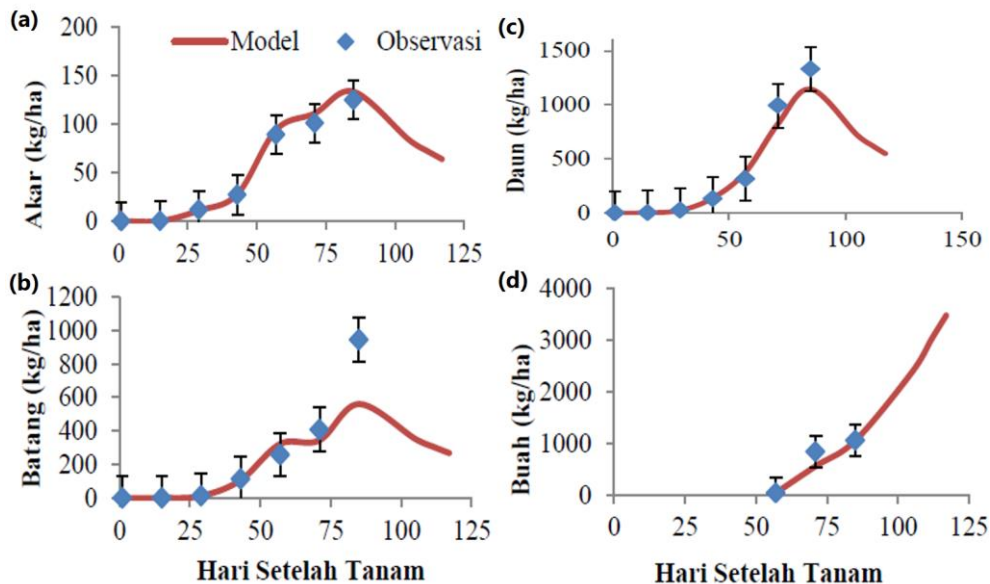 (a)
200
150
100
50
0
Akar (kg/ha)
Model
Observasi
0 25 50 75 100 125
(c)
1500
1000
500
0
Daun (kg/ha)
0 50 100 150
(b)
1200
1000
800
600
400
200
0
Batang (kg/ha)
0 25 50 75 100 125
Hari Setelah Tanam
(d)
4000
3000
2000
1000
0
Buah (kg/ha)
0 25 50 75 100 125
Hari Setelah Tanam